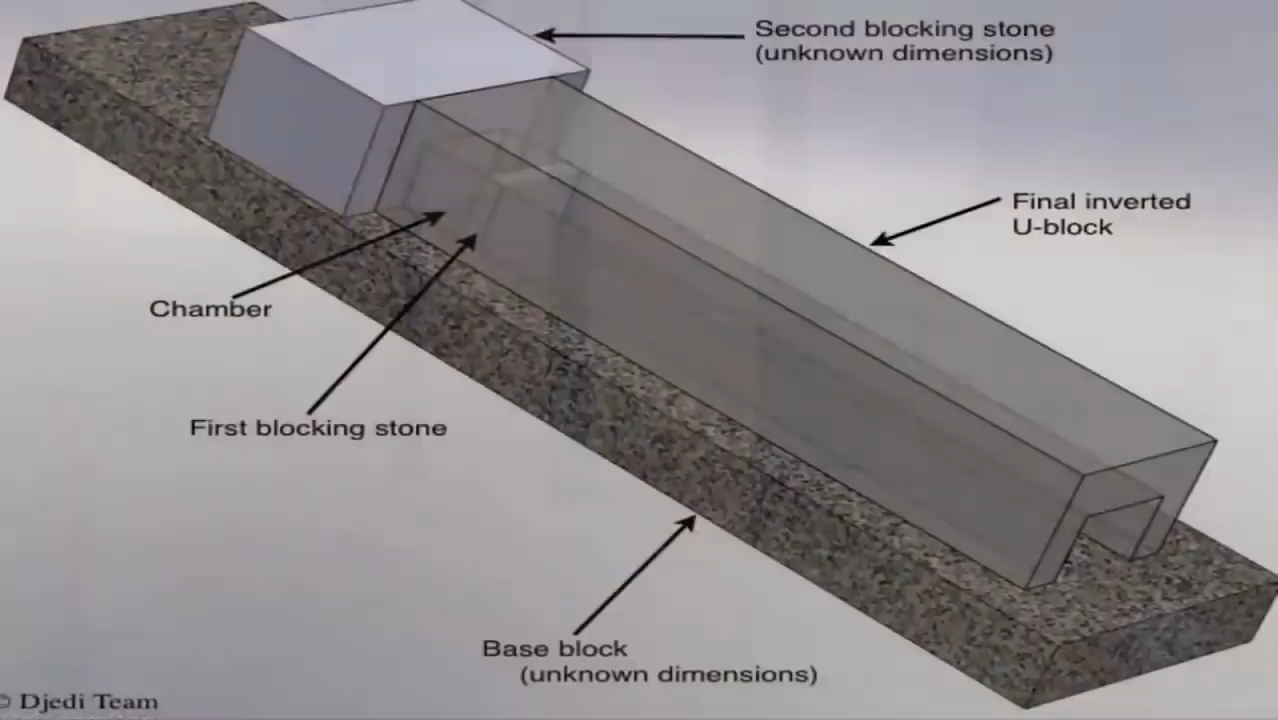 Second blocking stone
(unknown dimensions)
Final inverted
U-block
Chamber
First blocking stone
Base block
(unknown dimensions)
© Djedi Team